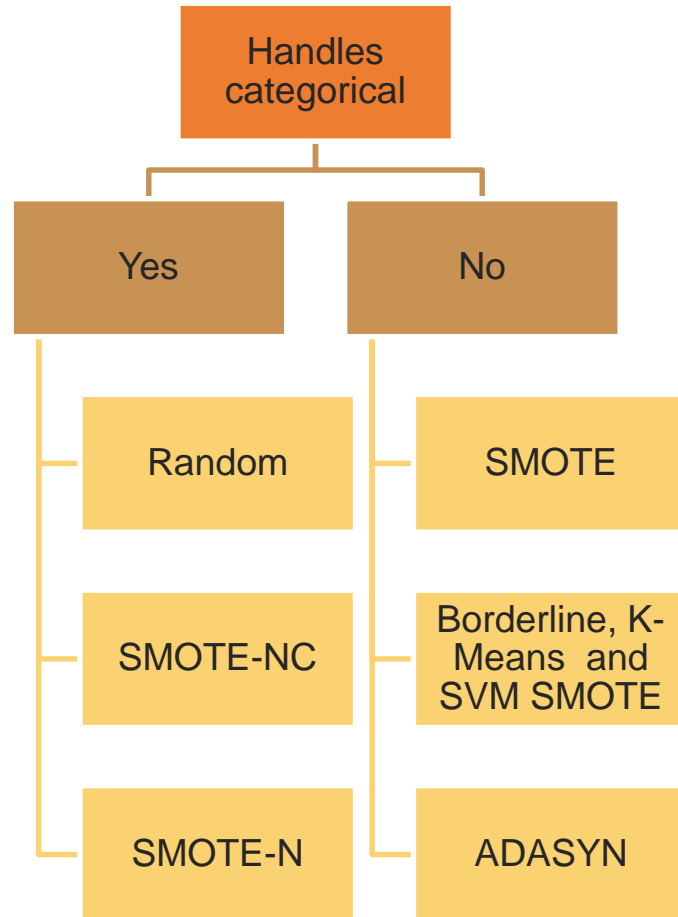 Handles
categorical
Yes
No
Random
SMOTE
SMOTE-NC
Borderline, K-
Means and
SVM SMOTE
SMOTE-N
ADASYN